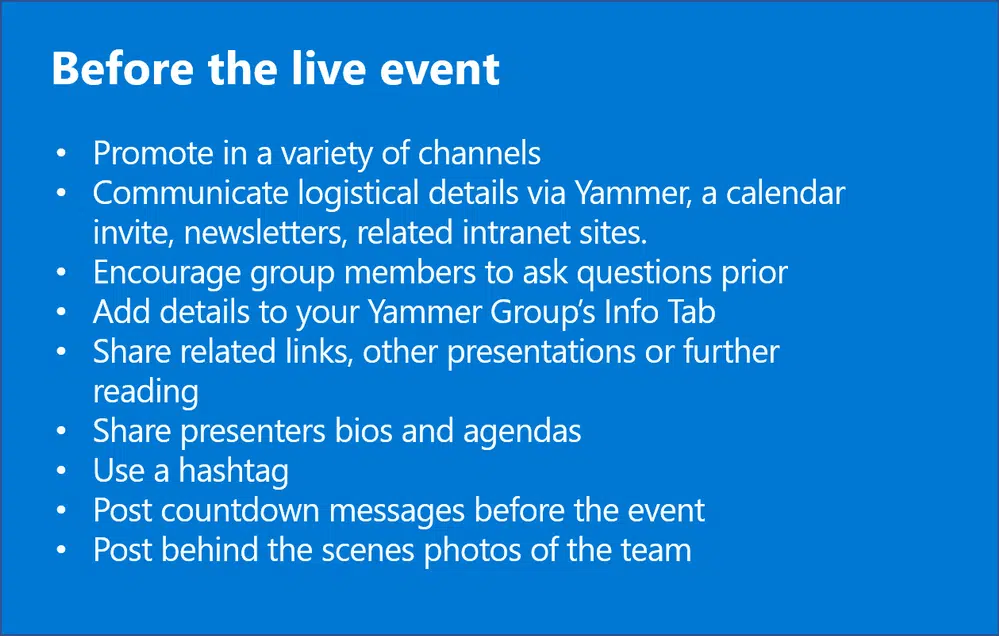 Before the live event
• Promote in a variety of channels
• Communicate logistical details via Yammer, a calendar
invite, newsletters, related intranet sites.
• Encourage group members to ask questions prior
• Add details to your Yammer Group’s Info Tab
• Share related links, other presentations or further
reading
• Share presenters bios and agendas
• Use a hashtag
• Post countdown messages before the event
• Post behind the scenes photos of the team